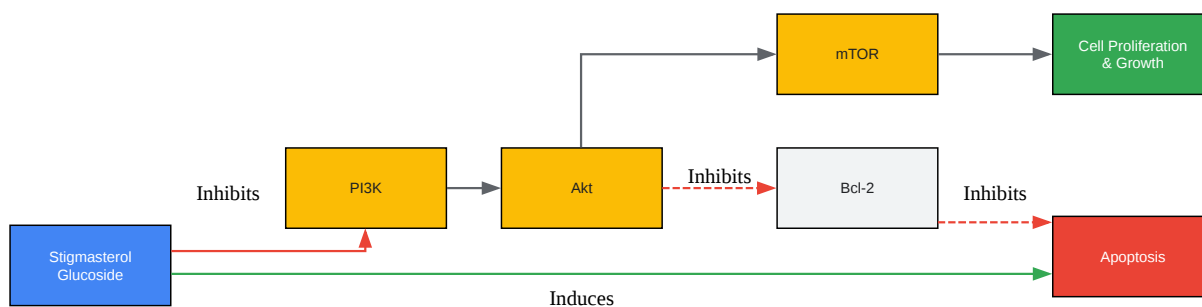 mTOR
Cell Proliferation
& Growth
Inhibits
PI3K
Akt
Inhibits
Bcl-2
Inhibits
Stigmasterol
Glucoside
Apoptosis
Induces